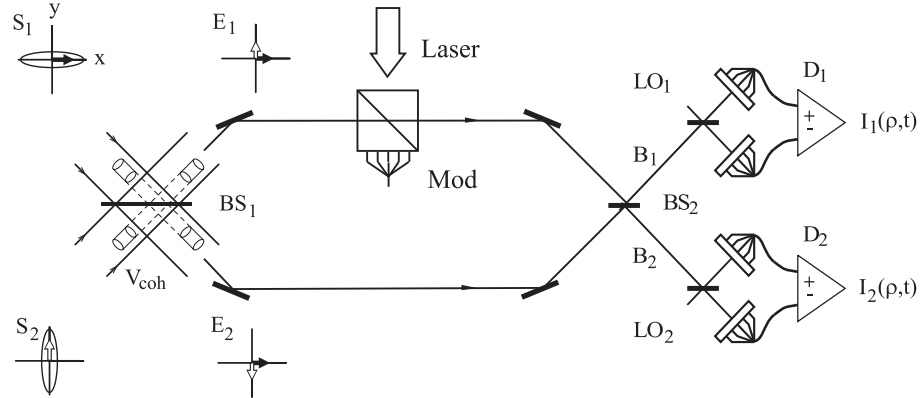 y
S1
x
E1
Laser
LO1
D1
+
-
I1(ρ,t)
Mod
B1
BS1
BS2
Vcoh
B2
D2
+
-
I2(ρ,t)
LO2
S2
E2